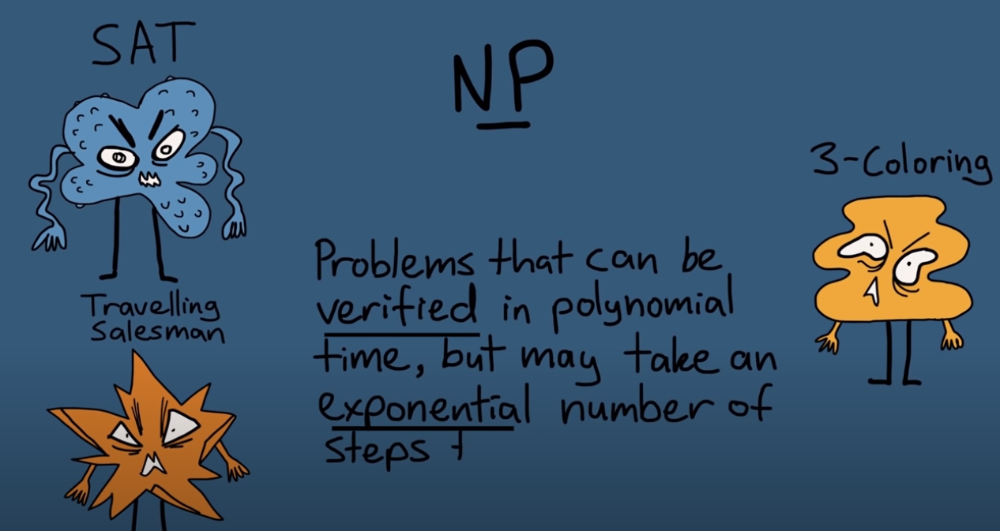 SAT
NP
3-Coloring
Problems that can be
verified in polynomial
time, but may take an
exponential number of
steps t
Travelling
Salesman